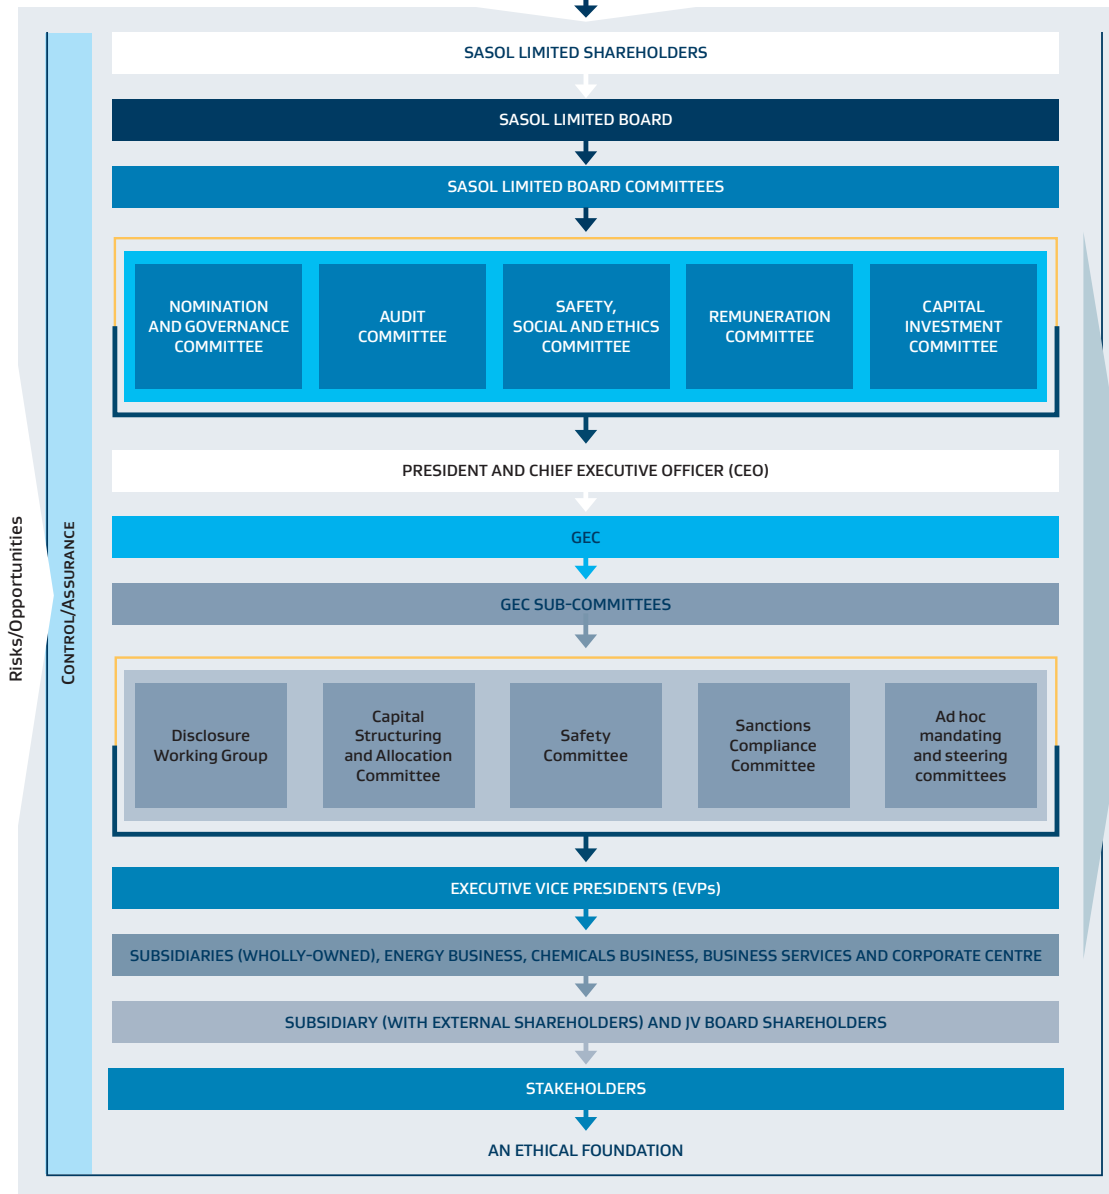 SASOL LIMITED SHAREHOLDERS
SASOL LIMITED BOARD
SASOL LIMITED BOARD COMMITTEES
NOMINATION
AND GOVERNANCE
COMMITTEE
AUDIT
COMMITTEE
SAFETY,
SOCIAL AND ETHICS
COMMITTEE
REMUNERATION
COMMITTEE
CAPITAL
INVESTMENT
COMMITTEE
PRESIDENT AND CHIEF EXECUTIVE OFFICER (CEO)
GEC
GEC SUB-COMMITTEES
Disclosure
Working Group
Capital
Structuring
and Allocation
Committee
Safety
Committee
Sanctions
Compliance
Committee
Ad hoc
mandating
and steering
committees
EXECUTIVE VICE PRESIDENTS (EVPs)
SUBSIDIARIES (WHOLLY-OWNED), ENERGY BUSINESS, CHEMICALS BUSINESS, BUSINESS SERVICES AND CORPORATE CENTRE
SUBSIDIARY (WITH EXTERNAL SHAREHOLDERS) AND JV BOARD SHAREHOLDERS
STAKEHOLDERS
AN ETHICAL FOUNDATION
Risks/Opportunities
CONTROL/ASSURANCE